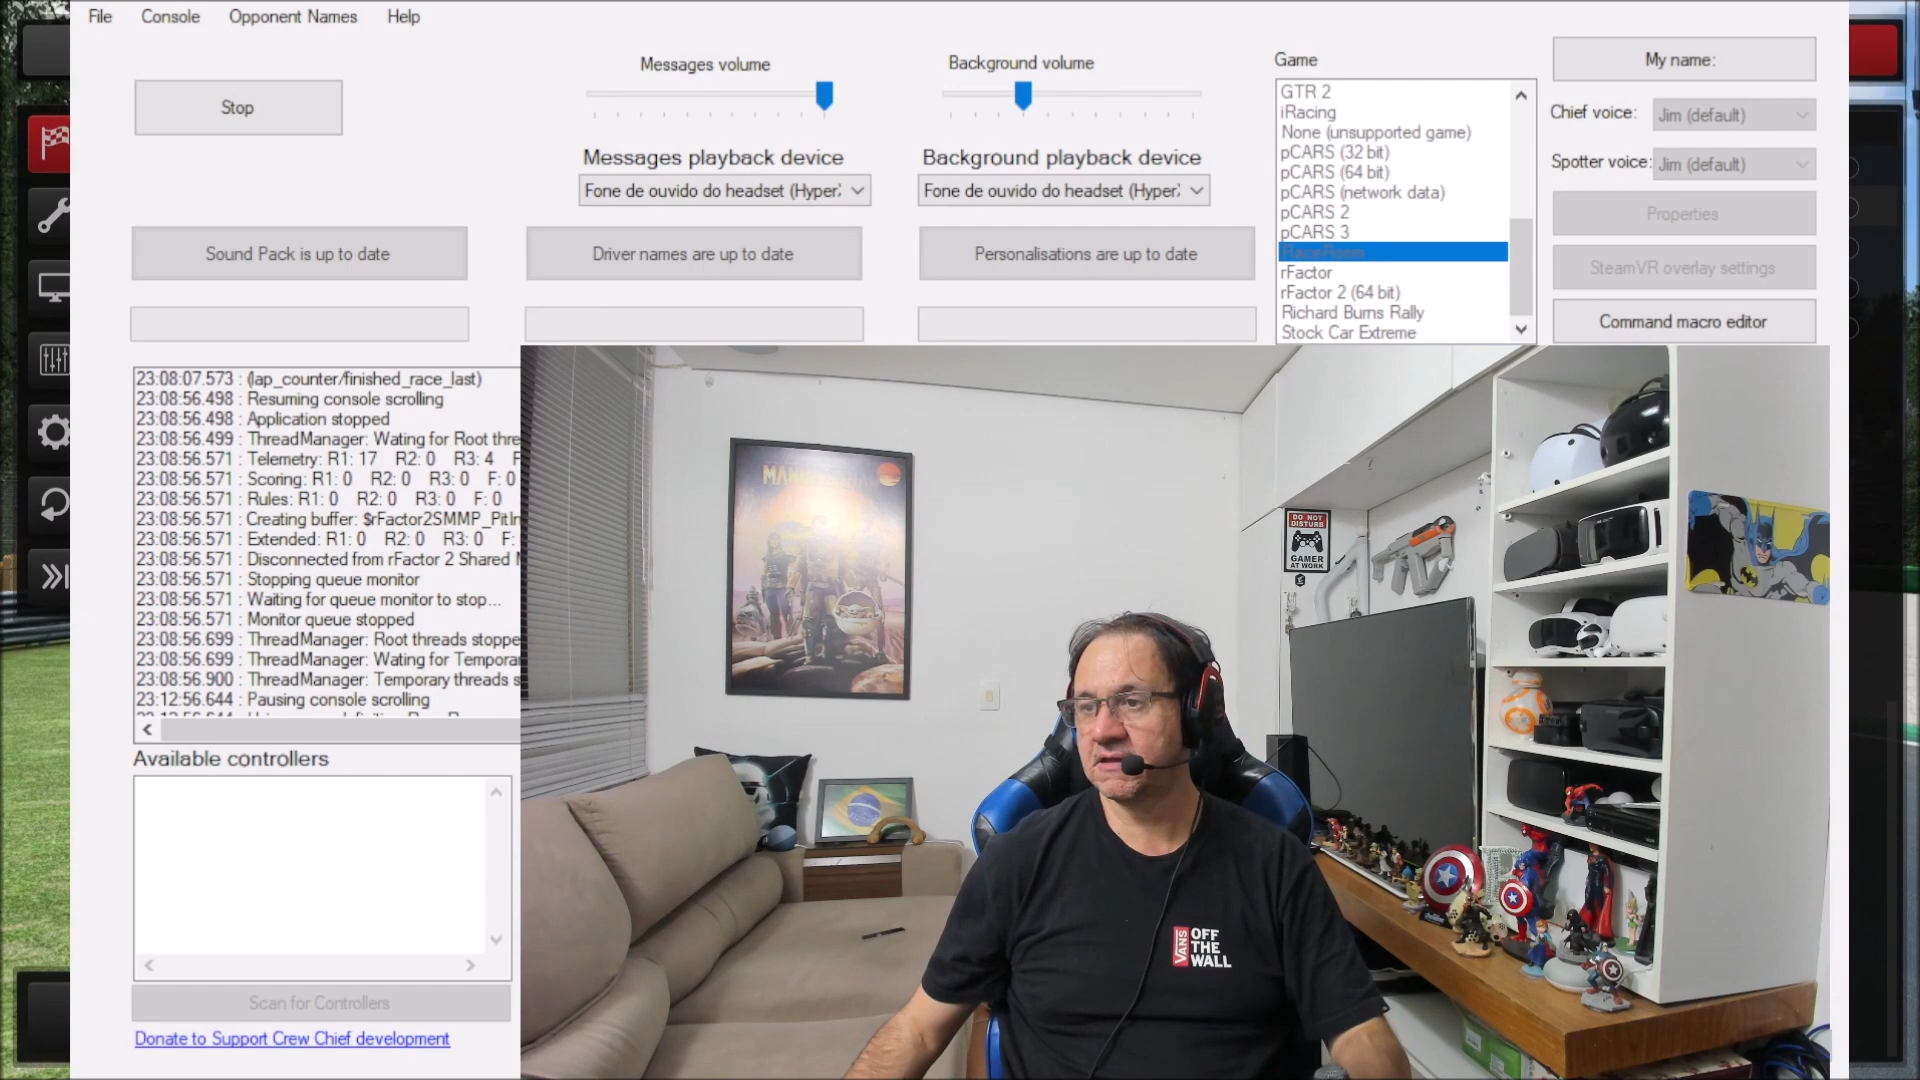 File Console Opponent Names Help
Messages volume
Background volume
Game
My name:
Stop
GTR 2
iRacing
None (unsupported game)
pCARS (32 bit)
pCARS (64 bit)
pCARS (network data)
pCARS 2
pCARS 3
RaceRoom
rFactor
rFactor 2 (64 bit)
Richard Burns Rally
Stock Car Extreme
Chief voice: Jim (default)
Spotter voice: Jim (default)
Messages playback device
Background playback device
Fone de ouvido do headset (Hyper
Fone de ouvido do headset (Hyper
Properties
SteamVR overlay settings
Command macro editor
Sound Pack is up to date
Driver names are up to date
Personalisations are up to date
23:08:07.573 : (lap_counter/finished_race_last)
23:08:56.498 : Resuming console scrolling
23:08:56.498 : Application stopped
23:08:56.499 : ThreadManager: Wating for Root thre
23:08:56.571 : Telemetry: R1: 17 R2: 0 R3: 4 F
23:08:56.571 : Scoring: R1: 0 R2: 0 R3: 0 F: 0
23:08:56.571 : Rules: R1: 0 R2: 0 R3: 0 F: 0
23:08:56.571 : Creating buffer: $rFactor2SMMP_PitIn
23:08:56.571 : Extended: R1: 0 R2: 0 R3: 0 F:
23:08:56.571 : Disconnected from rFactor 2 Shared
23:08:56.571 : Stopping queue monitor
23:08:56.571 : Waiting for queue monitor to stop...
23:08:56.571 : Monitor queue stopped
23:08:56.699 : ThreadManager: Root threads stoppe
23:08:56.699 : ThreadManager: Wating for Tempora
23:08:56.900 : ThreadManager: Temporary threads s
23:12:56.644 : Pausing console scrolling
Available controllers
Scan for Controllers
Donate to Support Crew Chief development
DO NOT
DISTURB
GAMER
AT WORK
VANS
OFF
THE
WALL